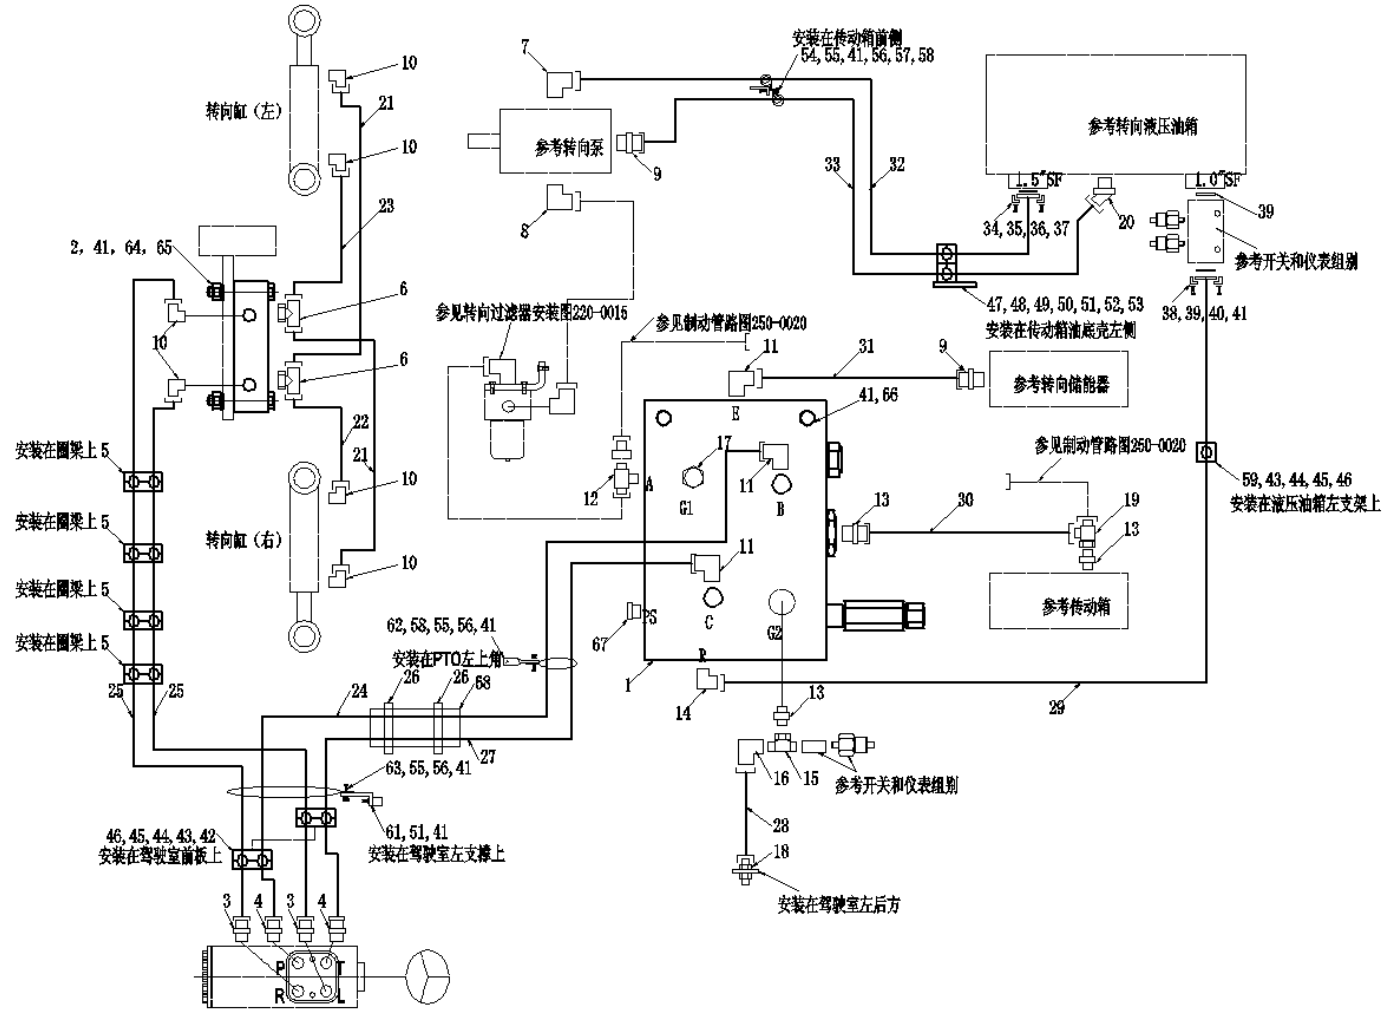 10
21
转向缸（左）
10
23
2, 41, 64, 65
6
10
6
22
21
10
转向缸（右）
10
安装在圈梁上 5
安装在圈梁上 5
安装在圈梁上 5
安装在圈梁上 5
25
25
7
安装在传动箱前侧
54, 55, 41, 56, 57, 58
参考转向泵
9
8
33
32
参考转向液压油箱
1.5"SF
1.0"SF
34, 35, 36, 37
20
39
参考开关和仪表组别
38, 39, 40, 41
47, 48, 49, 50, 51, 52, 53
安装在传动箱油底壳左侧
参见转向过滤器安装图220-0015
参见制动管路图250-0020
11
31
9
参考转向储能器
E
41, 66
17
11
12
A
G1
B
13
30
参见制动管路图250-0020
19
13
59, 43, 44, 45, 46
安装在液压油箱左支架上
参考传动箱
11
C
G2
67
PS
62, 58, 55, 56, 41
安装在PTO左上角
R
1
14
13
29
26
26
58
24
27
16
15
参考开关和仪表组别
63, 55, 56, 41
61, 51, 41
安装在驾驶室左支撑上
46, 45, 44, 43, 42
安装在驾驶室前板上
28
18
安装在驾驶室左后方
3
4
3
4
P
T
R
L